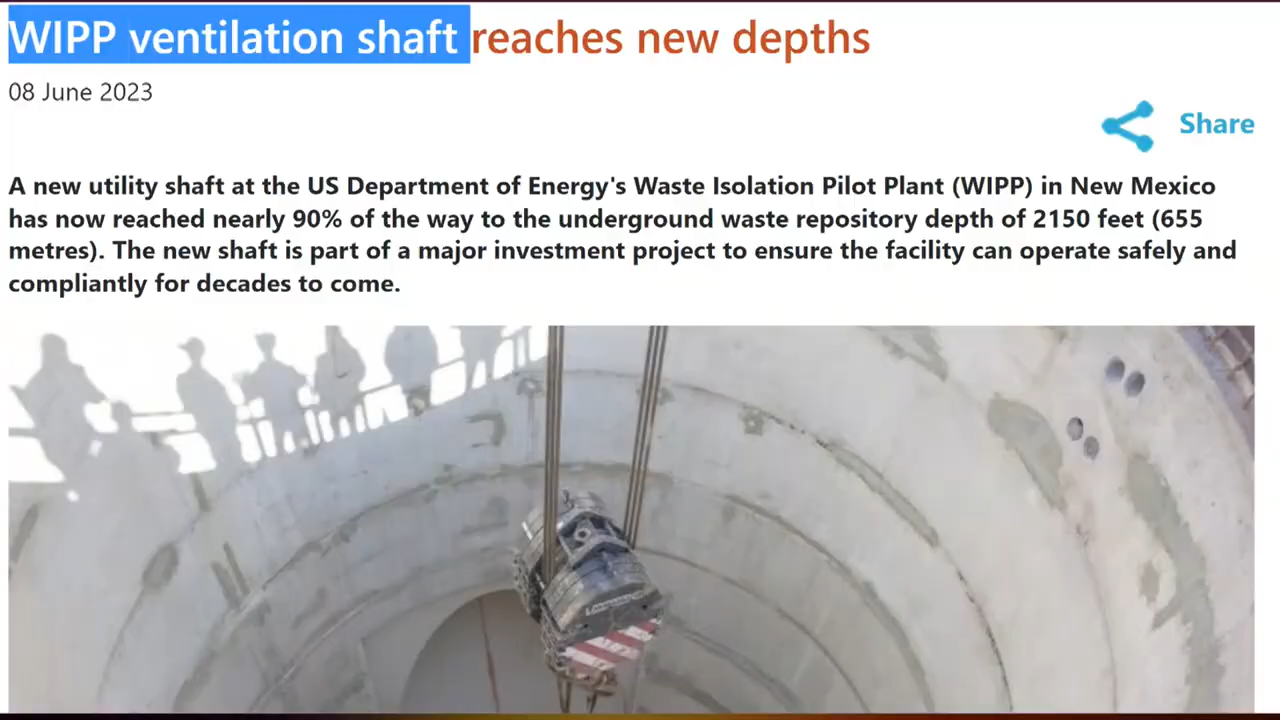 WIPP ventilation shaft reaches new depths
08 June 2023
Share
A new utility shaft at the US Department of Energy's Waste Isolation Pilot Plant (WIPP) in New Mexico
has now reached nearly 90% of the way to the underground waste repository depth of 2150 feet (655
metres). The new shaft is part of a major investment project to ensure the facility can operate safely and
compliantly for decades to come.